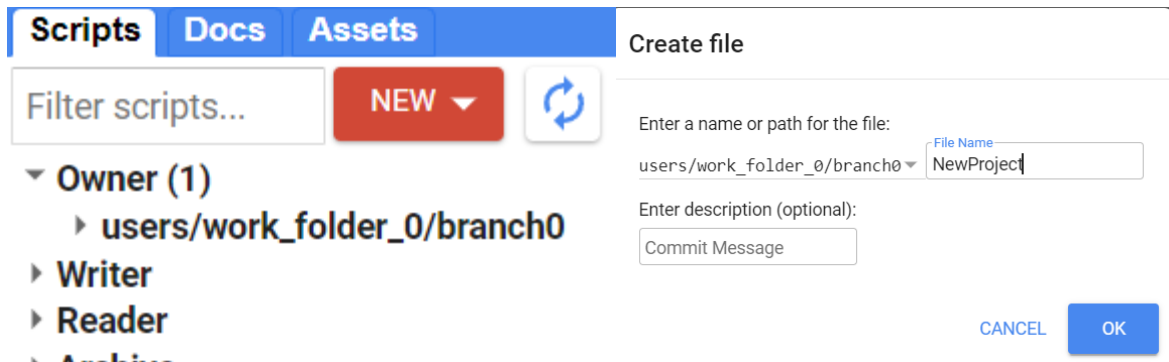 Scripts Docs Assets
Filter scripts... NEW
Owner (1)
users/work_folder_0/branch0
Writer
Reader
Create file
Enter a name or path for the file:
File Name
users/work_folder_0/branch0 NewProject
Enter description (optional):
Commit Message
CANCEL OK